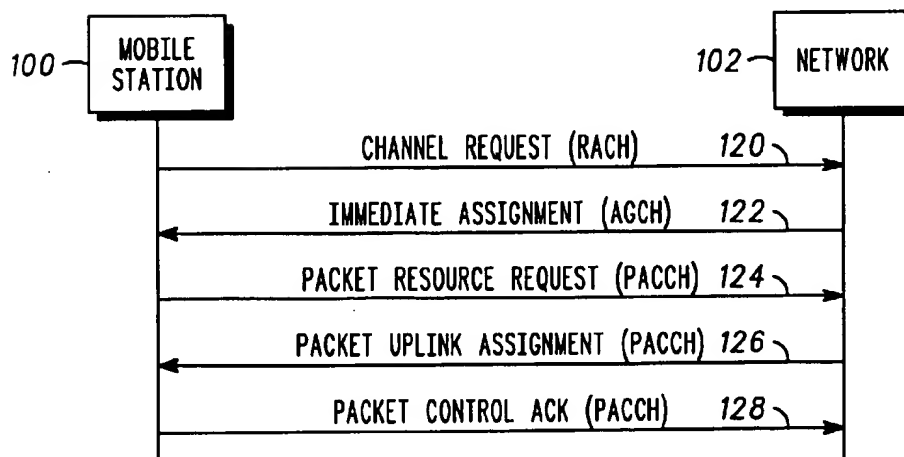 100
MOBILE
STATION
102
NETWORK
CHANNEL REQUEST (RACH) 120
IMMEDIATE ASSIGNMENT (AGCH) 122
PACKET RESOURCE REQUEST (PACCH) 124
PACKET UPLINK ASSIGNMENT (PACCH) 126
PACKET CONTROL ACK (PACCH) 128